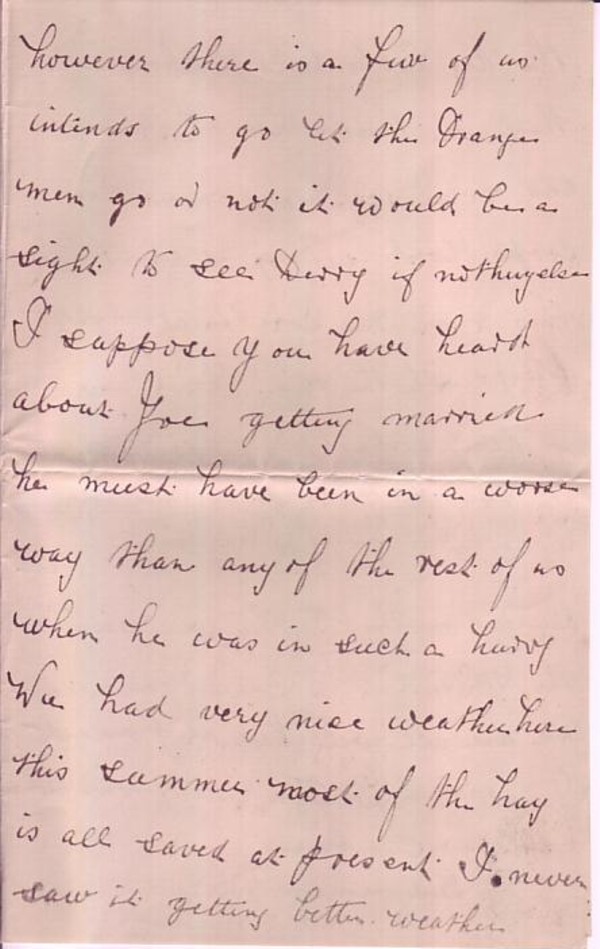 however there is a few of us
intends to go let the Orange
men go or not it would be a
sight to see Derry if nothingelse
I suppose you have heard
about Joe getting married
he must have been in a worse
way than any of the rest of us
when he was in such a hurry
We had very nice weather here
this summer most of the hay
is all saved at present I never
saw it getting better weather